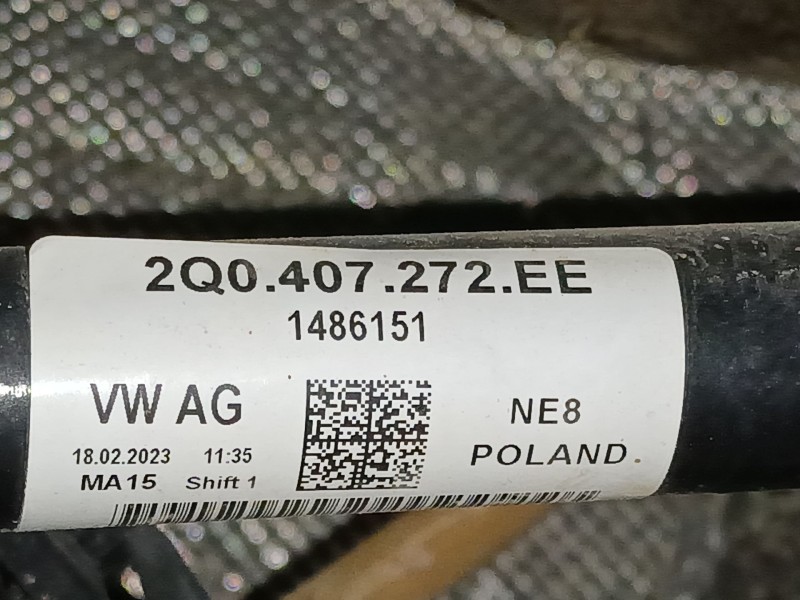 2Q0.407.272.EE
1486151
VW AG
NE8
18.02.2023 11:35
POLAND
MA15 Shift 1